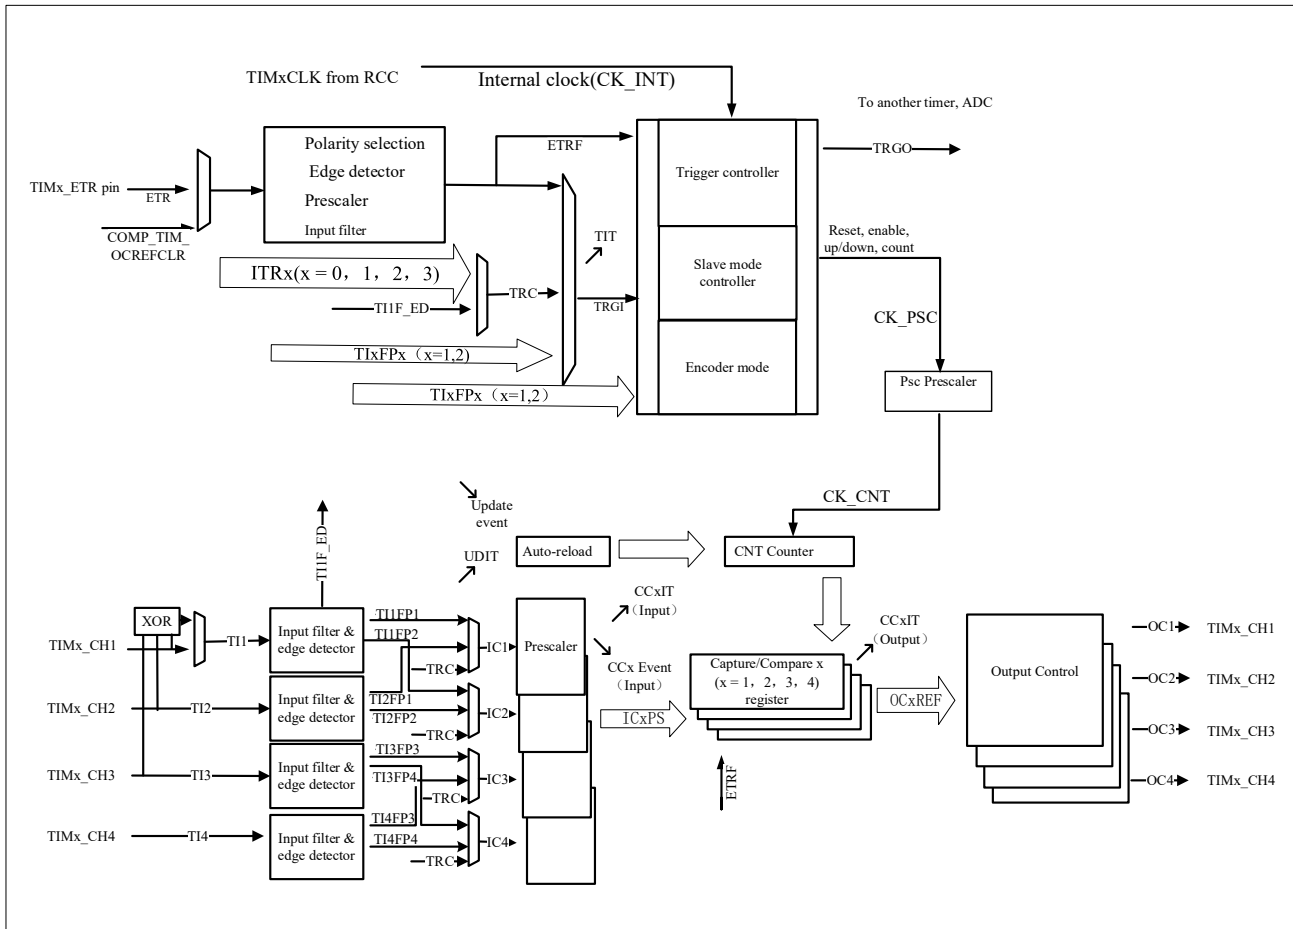 TIMxCLK from RCC
Internal clock(CK_INT)
To another timer, ADC
TRGO
Polarity selection
Edge detector
Prescaler
Input filter
ETRF
Trigger controller
TIMx_ETR pin
ETR
COMP_TIM_
OCREFCLR
ITRx(x = 0，1，2，3)
TIT
TRC
TI1F_ED
TRGI
Slave mode
controller
Reset, enable,
up/down, count
CK_PSC
TIxFPx（x=1,2)
TIxFPx（x=1,2）
Encoder mode
Psc Prescaler
CK_CNT
Update
event
UDIT
Auto-reload
CNT Counter
TI1F_ED
CCxIT
（Input)
CCxIT
（Output)
XOR
TIMx_CH1
TI1
Input filter &
edge detector
TI1FP1
TI1FP2
TRC
IC1
Prescaler
CCx Event
（Input)
Capture/Compare x
(x = 1，2，3，4)
register
Output Control
OC1
TIMx_CH1
TIMx_CH2
TI2
Input filter &
edge detector
TI2FP1
TI2FP2
TRC
IC2
ICxPS
OCxREF
OC2
TIMx_CH2
TIMx_CH3
TI3
Input filter &
edge detector
TI3FP3
TI3FP4
TRC
IC3
ETRF
OC3
TIMx_CH3
TIMx_CH4
TI4
Input filter &
edge detector
TI4FP3
TI4FP4
TRC
IC4
OC4
TIMx_CH4